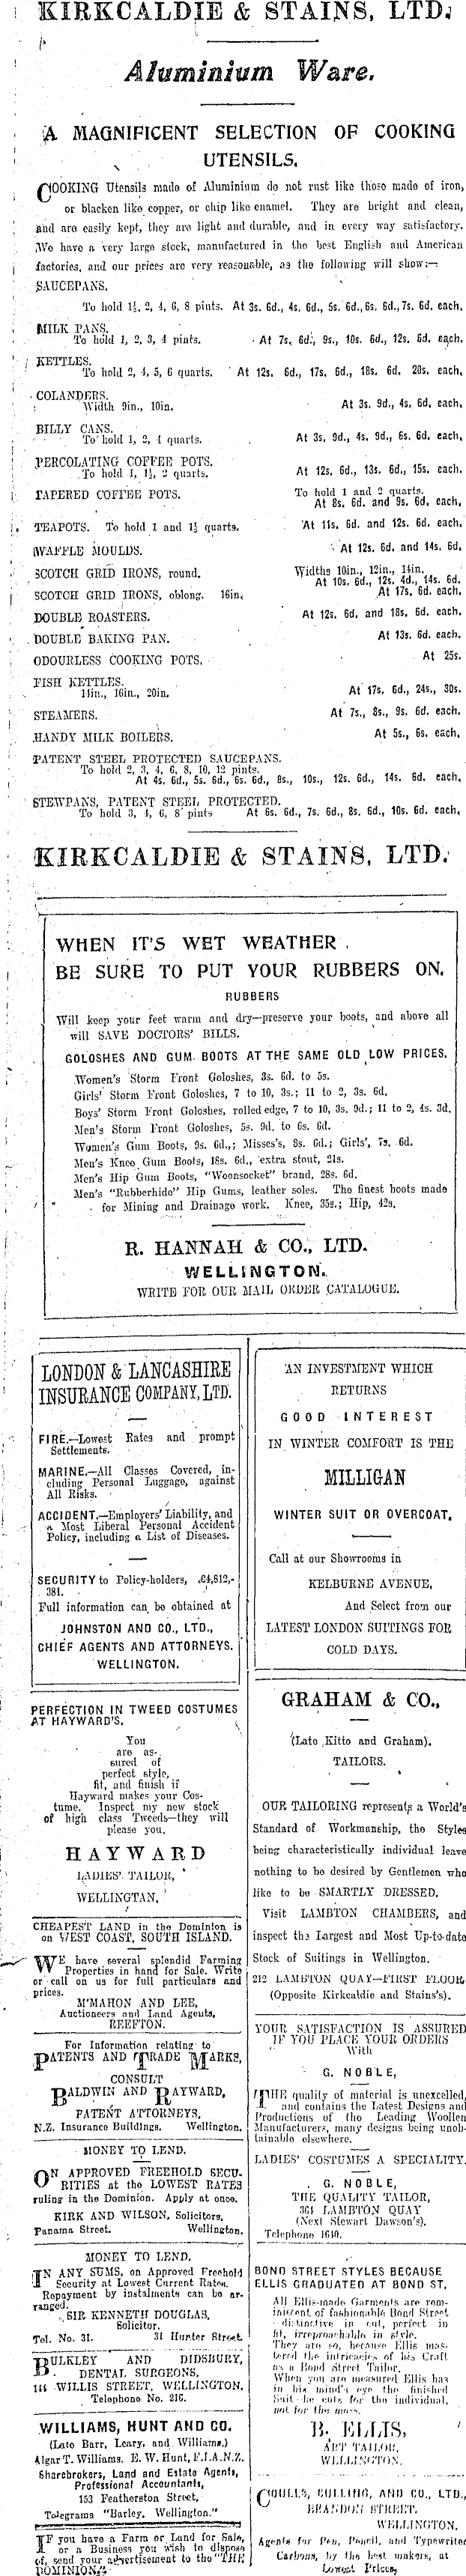 KIRKCALDIE & STAINS, LTD.
Aluminium Ware.
A MAGNIFICENT SELECTION OF COOKING
UTENSILS.
COOKING Utensils made of Aluminium do not rust like those made of iron,
or blacken like copper, or chip like enamel. They are bright and clean,
and are easily kept, they are light and durable, and in every way satisfactory.
We have a very large stock, manufactured in the best English and American
factories, and our prices are very reasonable, as the following will show:—
SAUCEPANS.
To hold 1½, 2, 4, 6, 8 pints. At 3s. 6d., 4s. 6d., 5s. 6d., 6s. 6d., 7s. 6d. each,
MILK PANS.
To hold 1, 2, 3, 4 pints. At 7s. 6d., 9s., 10s. 6d., 12s. 6d. each.
KETTLES.
To hold 2, 4, 5, 6 quarts. At 12s. 6d., 17s. 6d., 18s. 6d. 20s. each,
COLANDERS.
Width 9in., 10in. At 3s. 9d., 4s. 6d. each,
BILLY CANS.
To hold 1, 2, 4 quarts. At 3s. 9d., 4s. 9d., 6s. 6d. each,
PERCOLATING COFFEE POTS.
To hold 1, 1½, 2 quarts. At 12s. 6d., 13s. 6d., 15s. each.
TAPERED COFFEE POTS. To hold 1 and 2 quarts.
At 8s. 6d. and 9s. 6d. each,
TEAPOTS. To hold 1 and 1½ quarts. At 11s. 6d. and 12s. 6d. each,
WAFFLE MOULDS. At 12s. 6d. and 14s. 6d.
SCOTCH GRID IRONS, round. Widths 10in., 12in., 14in.
At 10s. 6d., 12s. 4d., 14s. 6d.
SCOTCH GRID IRONS, oblong. 16in. At 17s. 6d. each,
DOUBLE ROASTERS. At 12s. 6d and 18s. 6d. each.
DOUBLE BAKING PAN. At 13s. 6d. each.
ODOURLESS COOKING POTS. At 25s.
FISH KETTLES.
14in., 16in., 20in. At 17s. 6d., 24s., 30s.
STEAMERS. At 7s., 8s., 9s. 6d. each.
HANDY MILK BOILERS. At 5s., 6s. each.
PATENT STEEL PROTECTED SAUCEPANS.
To hold 2, 3, 4, 6, 8, 10, 12 pints.
At 4s. 6d., 5s. 6d., 6s. 6d., 8s., 10s., 12s. 6d., 14s. 6d. each,
STEWPANS, PATENT STEEL PROTECTED.
To hold 3, 4, 6, 8 pints At 6s. 6d., 7s. 6d., 8s. 6d., 10s. 6d. each,
KIRKCALDIE & STAINS, LTD.
WHEN IT'S WET WEATHER
BE SURE TO PUT YOUR RUBBERS ON.
RUBBERS
Will keep your feet warm and dry—preserve your boots, and above all
will SAVE DOCTORS' BILLS.
GOLOSHES AND GUM BOOTS AT THE SAME OLD LOW PRICES.
Women's Storm Front Goloshes, 3s. 6d. to 5s.
Girls' Storm Front Goloshes, 7 to 10, 3s.; 11 to 2, 3s. 6d.
Boys' Storm Front Goloshes, rolled edge, 7 to 10, 3s. 9d.; 11 to 2, 4s. 3d.
Men's Storm Front Goloshes, 5s. 9d. to 6s. 6d.
Women's Gum Boots, 9s. 6d.,; Misses's, 8s. 6d.; Girls', 7s. 6d.
Men's Knee Gum Boots, 18s. 6d., extra stout, 21s.
Men's Hip Gum Boots, "Woonsocket" brand, 28s. 6d.
Men's "Rubberhide" Hip Gums, leather soles. The finest boots made
for Mining and Drainage work. Knee, 35s.; Hip, 42s.
R. HANNAH & CO., LTD.
WELLINGTON.
WRITE FOR OUR MAIL ORDER CATALOGUE.
LONDON & LANCASHIRE
INSURANCE COMPANY, LTD.
FIRE.—Lowest Rates and prompt
Settlements.
MARINE.—All Classes Covered, in-
cluding Personal Luggage, against
All Risks.
ACCIDENT.—Employers' Liability, and
a Most Liberal Personal Accident
Policy, including a List of Diseases.
SECURITY to Policy-holders, £4,812,-
381.
Full information can be obtained at
JOHNSTON AND CO., LTD.,
CHIEF AGENTS AND ATTORNEYS.
WELLINGTON.
PERFECTION IN TWEED COSTUMES
AT HAYWARD'S.
You
are as-
sured of
perfect style,
fit, and finish if
Hayward makes your Cos-
tume. Inspect my new stock
of high class Tweeds—they will
please you.
HAYWARD
LADIES' TAILOR,
WELLINGTAN.
CHEAPEST LAND in the Dominion is
on WEST COAST, SOUTH ISLAND.
WE have several splendid Farming
Properties in hand for Sale. Write
or call on us for full particulars and
prices.
M'MAHON AND LEE,
Auctioneers and Land Agents,
REEFTON.
For Information relating to
PATENTS AND TRADE MARKS,
CONSULT
BALDWIN AND RAYWARD,
PATENT ATTORNEYS,
N.Z. Insurance Buildings. Wellington.
MONEY TO LEND.
ON APPROVED FREEHOLD SECU-
RITIES at the LOWEST RATES
ruling in the Dominion. Apply at once.
KIRK AND WILSON, Solicitors,
Panama Street. Wellington.
MONEY TO LEND.
IN ANY SUMS, on Approved Freehold
Security at Lowest Current Rates.
Repayment by instalments can be ar-
ranged.
SIR KENNETH DOUGLAS,
Solicitor.
Tel. No. 31. 31 Hunter Street.
BULKLEY AND DIDSBURY,
DENTAL SURGEONS,
144 WILLIS STREET, WELLINGTON.
Telephone No. 216.
WILLIAMS, HUNT AND CO.
(Late Barr, Leary, and Williams.)
Algar T. Williams. E. W. Hunt, F.I.A.N.Z.
Sharebrokers, Land and Estate Agents,
Professional Accountants,
153 Featherston Street,
Telegrams "Barley, Wellington."
IF you have a Farm or Land for Sale,
or a Business you wish to dispose
of, send your advertisement to the "THE
DOMINION."
AN INVESTMENT WHICH
RETURNS
GOOD INTEREST
IN WINTER COMFORT IS THE
MILLIGAN
WINTER SUIT OR OVERCOAT.
Call at our Showrooms in
KELBURNE AVENUE,
And Select from our
LATEST LONDON SUITINGS FOR
COLD DAYS.
GRAHAM & CO.,
(Late Kitto and Graham).
TAILORS.
OUR TAILORING represents a World's
Standard of Workmanship, the Styles
being characteristically individual leave
nothing to be desired by Gentlemen who
like to be SMARTLY DRESSED.
Visit LAMBTON CHAMBERS, and
inspect the Largest and Most Up-to-date
Stock of Suitings in Wellington.
212 LAMBTON QUAY—FIRST FLOOR
(Opposite Kirkcaldie and Stains's).
YOUR SATISFACTION IS ASSURED
IF YOU PLACE YOUR ORDERS
With
G. NOBLE,
THE quality of material is unexcelled,
and contains the Latest Designs and
Productions of the Leading Woollen
Manufacturers, many designs being unob-
tainable elsewhere.
LADIES' COSTUMES A SPECIALITY.
G. NOBLE,
THE QUALITY TAILOR,
364 LAMBTON QUAY
(Next Stewart Dawson's).
Telephone 1640.
BOND STREET STYLES BECAUSE
ELLIS GRADUATED AT BOND ST.
All Ellis-made Garments are rem-
iniscent of fashionable Bond Street
—distinctive in cut, perfect in
fit, irreproachable in style.
They are so, because Ellis mas-
tered the intricacies of his Craft
as a Bond Street Tailor.
When you are measured Ellis has
in his mind's eye the finished
Suit—he cuts for the individual,
not for the mass.
B. ELLIS,
ART TAILOR,
WELLINGTON.
COULLS, CULLING, AND CO., LTD.,
BRANDON STREET.
WELLINGTON.
Agents for Pen, Pencil, and Typewriter
Carbons, by the best makers, at
Lowest Prices,